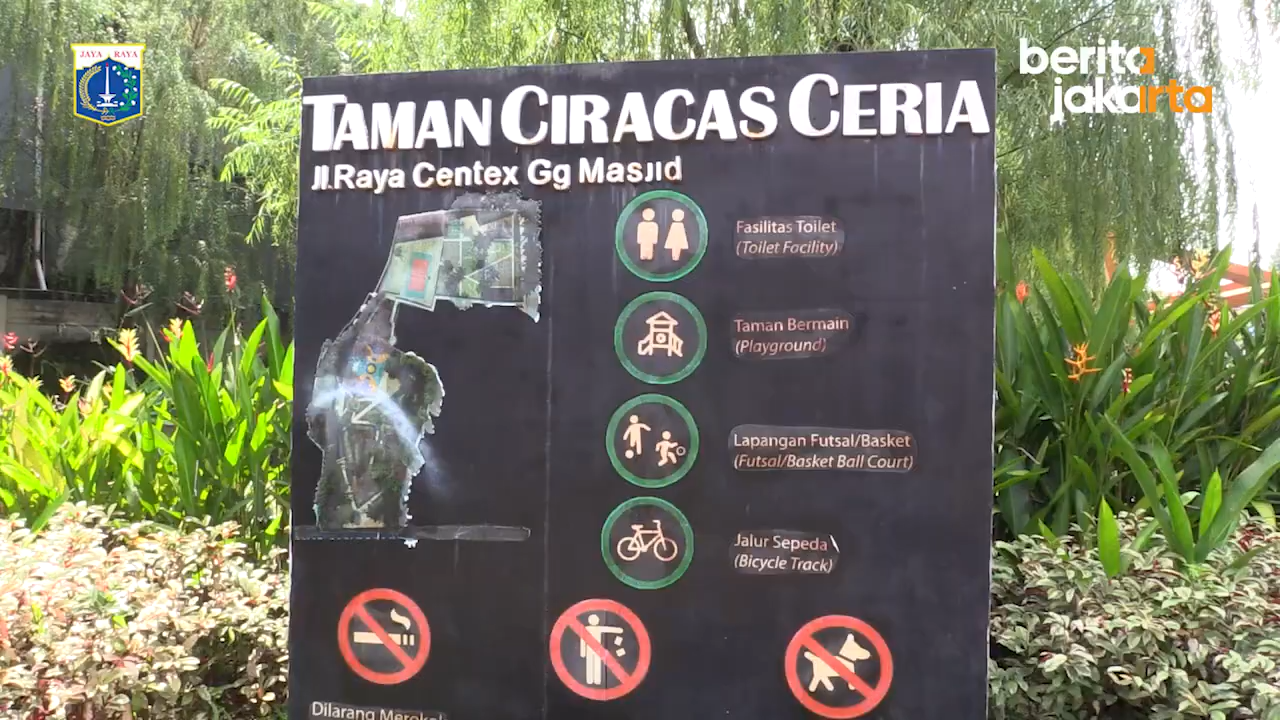 JAYA RAYA
berita
jakarta
TAMAN CIRACAS CERIA
Jl.Raya Centex Gg Masjid
Fasilitas Toilet
(Toilet Facility)
Taman Bermain
(Playground)
Lapangan Futsal/Basket
(Futsal/Basket Ball Court)
Jalur Sepeda
(Bicycle Track)
Dilarang